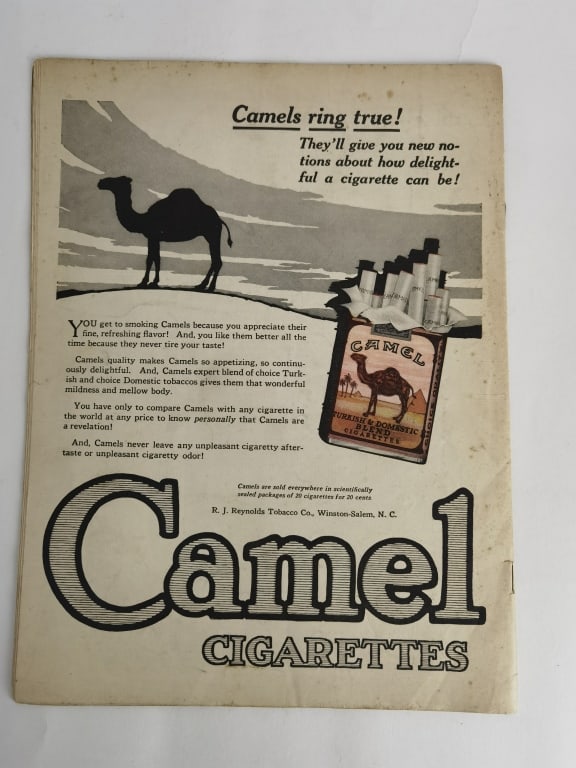 Camels ring true!
They'll give you new no-
tions about how delight-
ful a cigarette can be!
CAMEL
TURKISH & DOMESTIC
BLEND
CIGARETTES
YOU get to smoking Camels because you appreciate their
fine, refreshing flavor! And, you like them better all the
time because they never tire your taste!
Camels quality makes Camels so appetizing, so continu-
ously delightful. And, Camels expert blend of choice Turk-
ish and choice Domestic tobaccos gives them that wonderful
mildness and mellow body.
You have only to compare Camels with any cigarette in
the world at any price to know personally that Camels are
a revelation!
And, Camels never leave any unpleasant cigaretty after-
taste or unpleasant cigaretty odor!
Camels are sold everywhere in scientifically
sealed packages of 20 cigarettes for 20 cents.
R. J. Reynolds Tobacco Co., Winston-Salem, N. C.
Camel
CIGARETTES